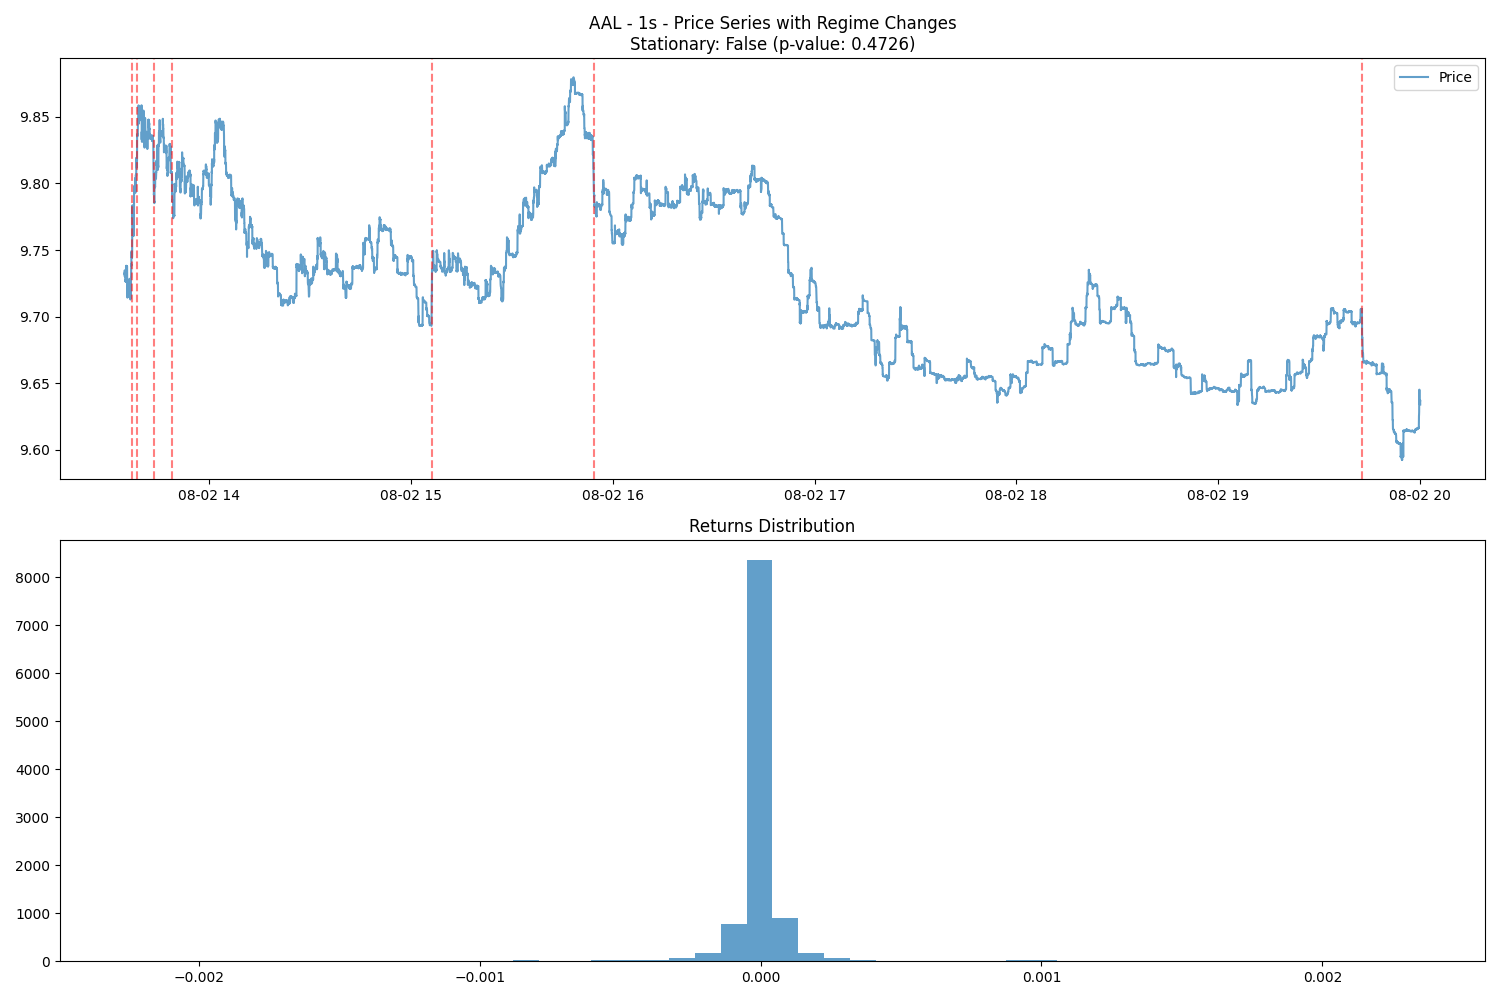 AAL - 1s - Price Series with Regime Changes
Stationary: False (p-value: 0.4726)
Price
9.85
9.80
9.75
9.70
9.65
9.60
08-02 14 08-02 15 08-02 16 08-02 17 08-02 18 08-02 19 08-02 20
Returns Distribution
8000
7000
6000
5000
4000
3000
2000
1000
0
−0.002 −0.001 0.000 0.001 0.002